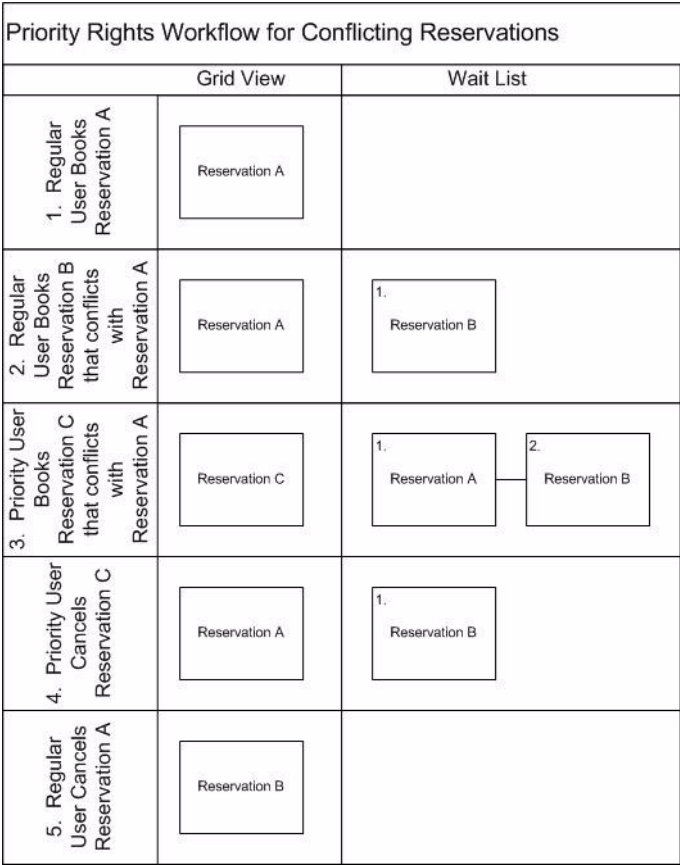 Priority Rights Workflow for Conflicting Reservations
Grid View
Wait List
1. Regular
User Books
Reservation A
Reservation A
2. Regular
User Books
Reservation B
that conflicts
with
Reservation A
Reservation A
1.
Reservation B
3. Priority User
Books
Reservation C
that conflicts
with
Reservation A
Reservation C
1.
Reservation A
2.
Reservation B
4. Priority User
Cancels
Reservation C
Reservation A
1.
Reservation B
5. Regular
User Cancels
Reservation A
Reservation B